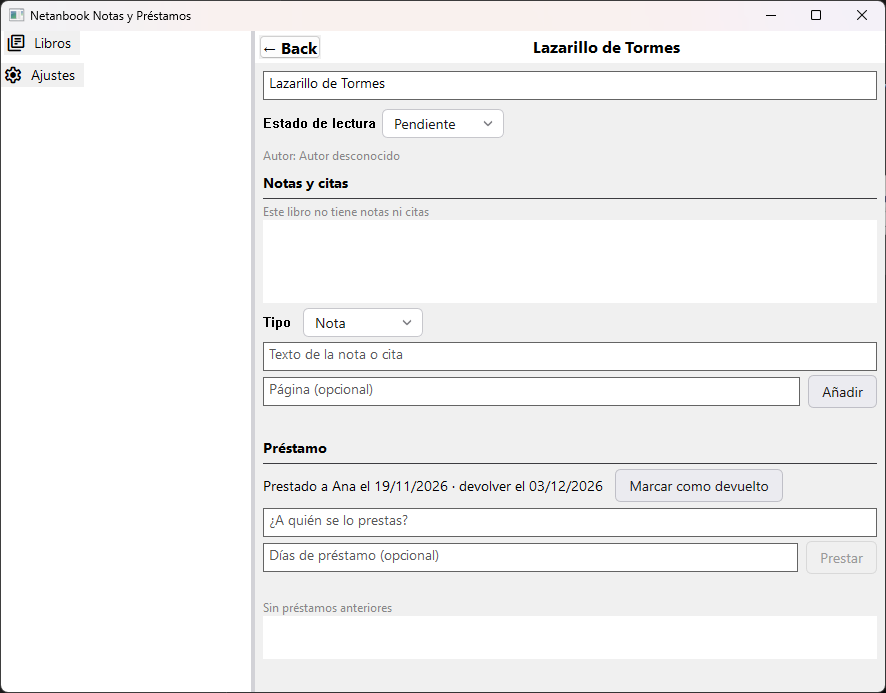 Netanbook Notas y Préstamos
Libros
Ajustes
← Back
Lazarillo de Tormes
Lazarillo de Tormes
Estado de lectura Pendiente
Autor: Autor desconocido
Notas y citas
Este libro no tiene notas ni citas
Tipo Nota
Texto de la nota o cita
Página (opcional) Añadir
Préstamo
Prestado a Ana el 19/11/2026 · devolver el 03/12/2026 Marcar como devuelto
¿A quién se lo prestas?
Días de préstamo (opcional) Prestar
Sin préstamos anteriores